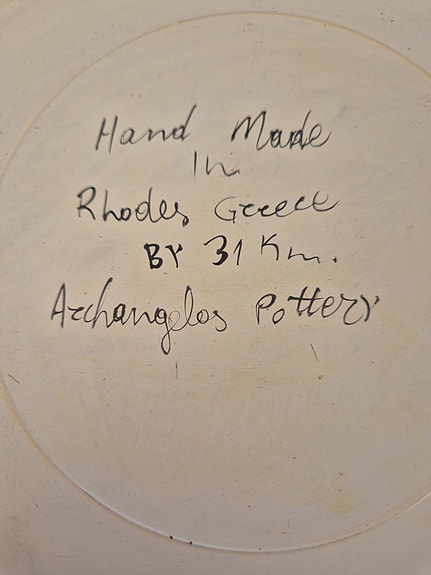 Hand Made
In
Rhodes Greece
BY 31 Km.
Archangelos Pottery